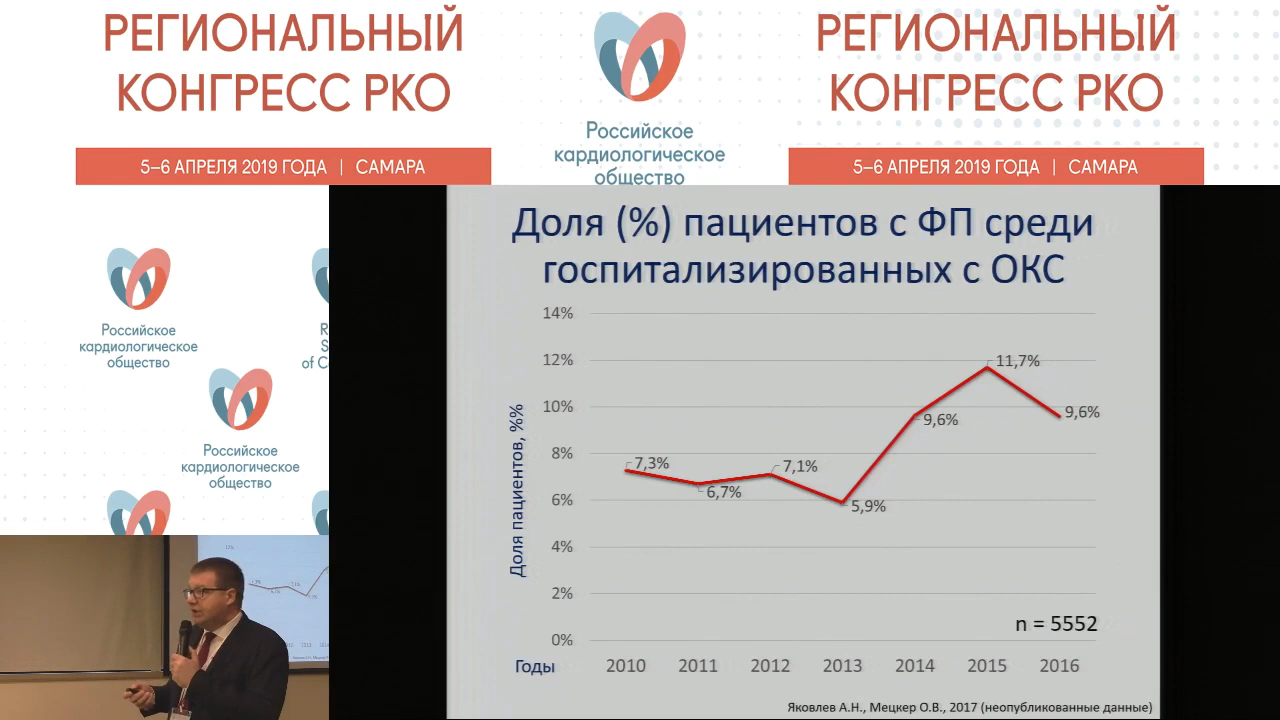 РЕГИОНАЛЬНЫЙ
КОНГРЕСС РКО
5–6 АПРЕЛЯ 2019 ГОДА | САМАРА
Российское
кардиологическое
общество
РЕГИОНАЛЬНЫЙ
КОНГРЕСС РКО
5–6 АПРЕЛЯ 2019 ГОДА | САМАРА
Российское
кардиологическое
общество
R
S
of C
Российское
кардиологическое
общество
Доля (%) пациентов с ФП среди
госпитализированных с ОКС
Доля пациентов, %%
14%
12%
10%
8%
6%
4%
2%
0%
7,3%
6,7%
7,1%
5,9%
9,6%
11,7%
9,6%
n = 5552
Годы 2010 2011 2012 2013 2014 2015 2016
Яковлев А.Н., Мецкер О.В., 2017 (неопубликованные данные)